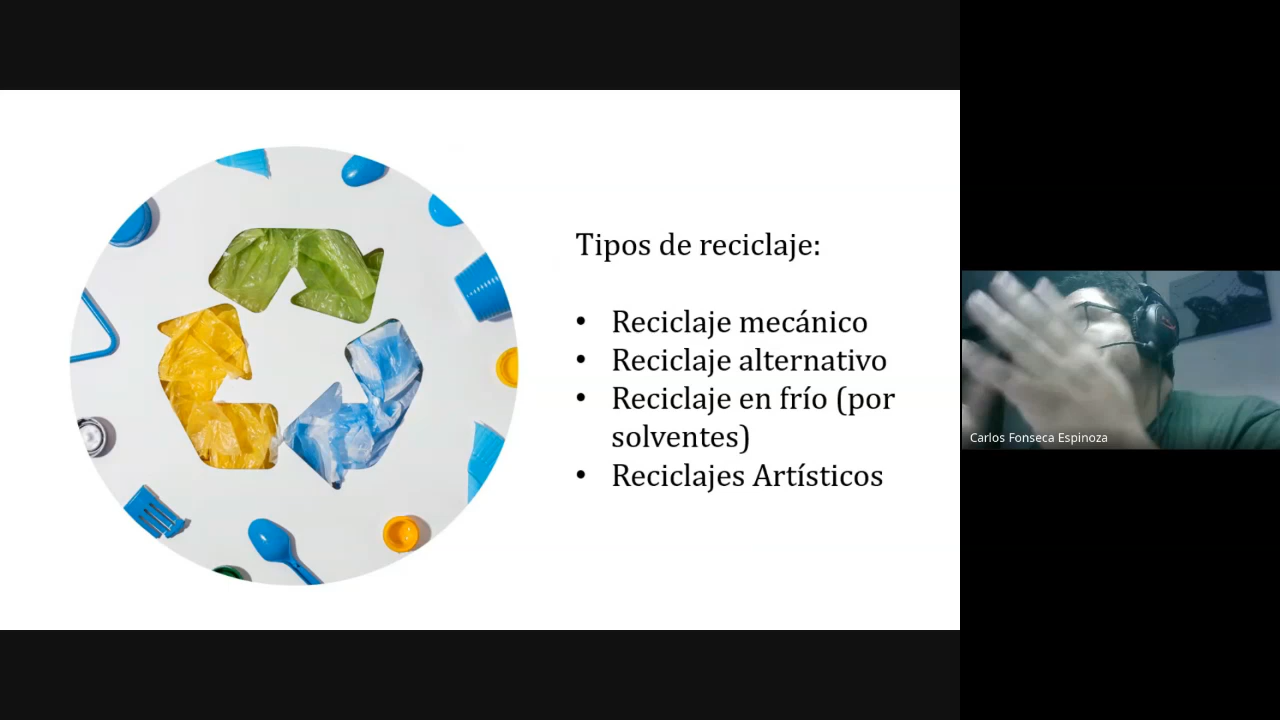 Tipos de reciclaje:
• Reciclaje mecánico
• Reciclaje alternativo
• Reciclaje en frío (por
solventes)
• Reciclajes Artísticos
Carlos Fonseca Espinoza